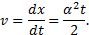 v = dx/dt = α²t/2.